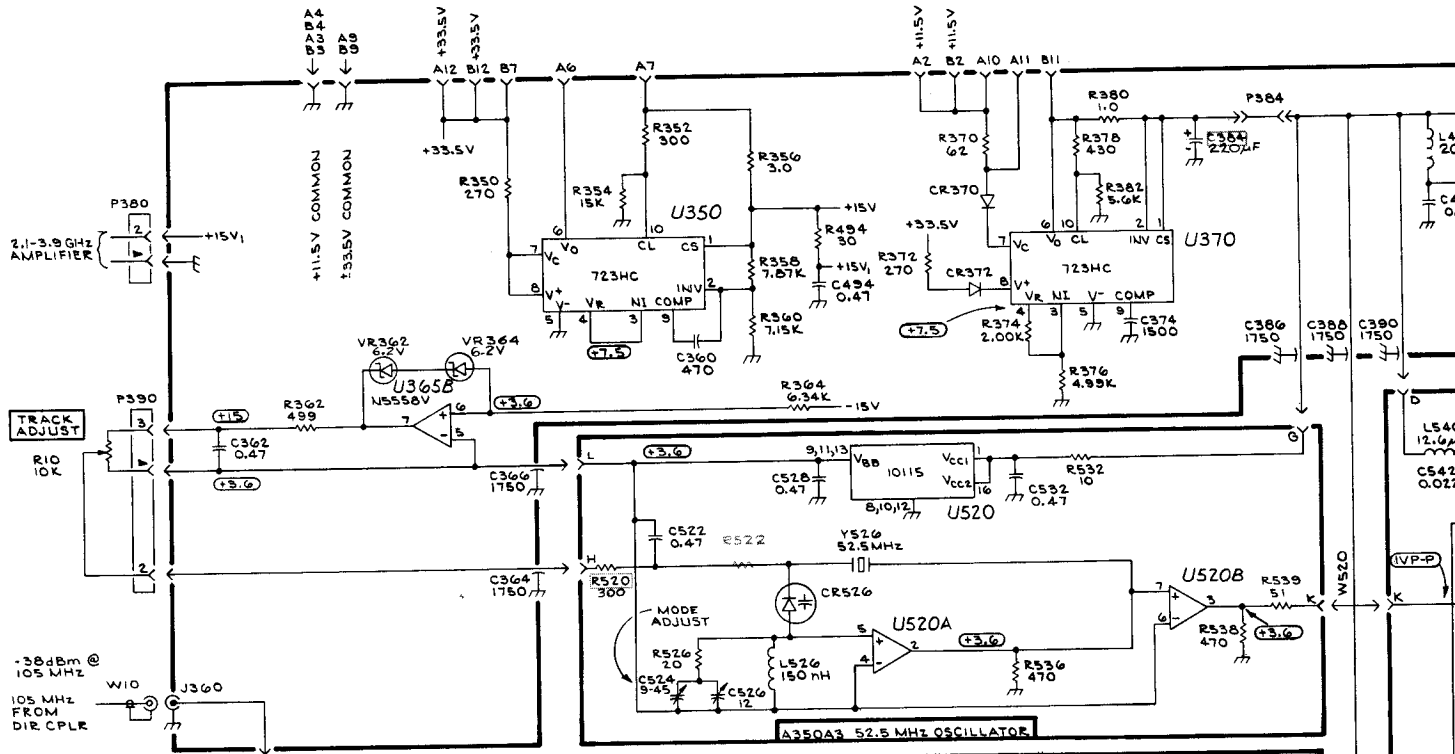 A4
B4
A3
B3
A9
B9
+33.5V
+33.5V
A12
B12
B7
A6
A7
+11.5V
+11.5V
A2
B2
A10
A11
B11
+11.5V COMMON
±33.5V COMMON
+33.5V
R350
270
R352
300
R354
15K
R356
3.0
U350
+15V
R494
30
+15V1
C494
0.47
R358
7.87K
R360
7.15K
6
10
VO
CL
CS
1
7
VC
723HC
8
V+
INV
2
V-
VR
NI
COMP
5
4
3
9
+7.5
C360
470
R370
62
R380
1.0
P384
R378
430
C384
220µF
+
-
R382
5.6K
CR370
+33.5V
R372
270
CR372
6
10
2
1
VO
CL
INV
CS
U370
7
VC
723HC
8
V+
VR
NI
V-
COMP
4
3
5
9
+7.5
R374
2.00K
C374
1500
R376
4.99K
L4
20
C4
0.
C386
1750
C388
1750
C390
1750
P380
2
+15V1
2.1-3.9 GHz
AMPLIFIER
VR362
6.2V
VR364
6.2V
U365B
N5558V
7
6
5
+
-
+3.6
R364
6.34K
-15V
P390
TRACK
ADJUST
3
+15
R362
499
C362
0.47
R10
10K
+3.6
2
C366
1750
C364
1750
L
+3.6
9,11,13
VBB
10115
VCC1
VCC2
1
16
8,10,12
U520
C528
0.47
C532
0.47
R532
10
G
D
L540
12.6µ
C542
0.022
C522
0.47
R522
Y526
52.5MHz
H
R520
300
CR526
MODE
ADJUST
R526
20
C524
9-45
C526
12
L526
150 nH
U520A
5
4
+
-
2
+3.6
R536
470
U520B
7
6
+
-
3
R539
51
R538
470
+3.6
K
W520
K
1VP-P
A350A3 52.5 MHz OSCILLATOR
-38dBm @
105 MHz
W10
J360
105 MHz
FROM
DIR CPLR